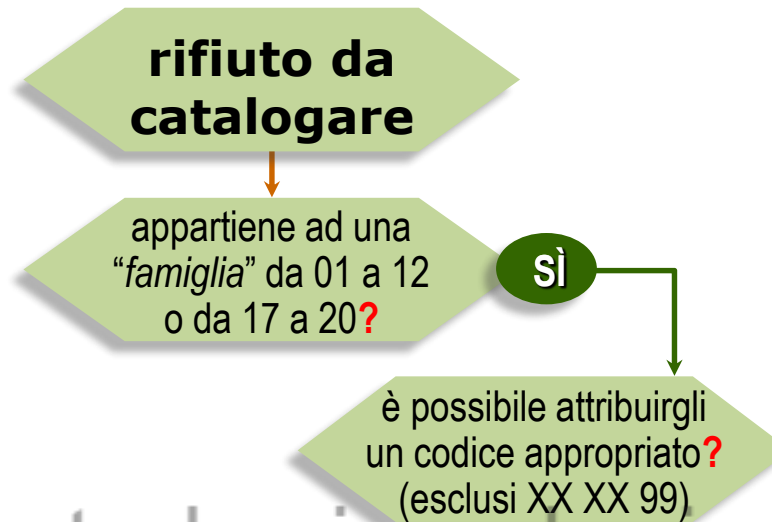 rifiuto da
catalogare
appartiene ad una
“famiglia” da 01 a 12
o da 17 a 20?
SÌ
è possibile attribuirgli
un codice appropriato?
(esclusi XX XX 99)